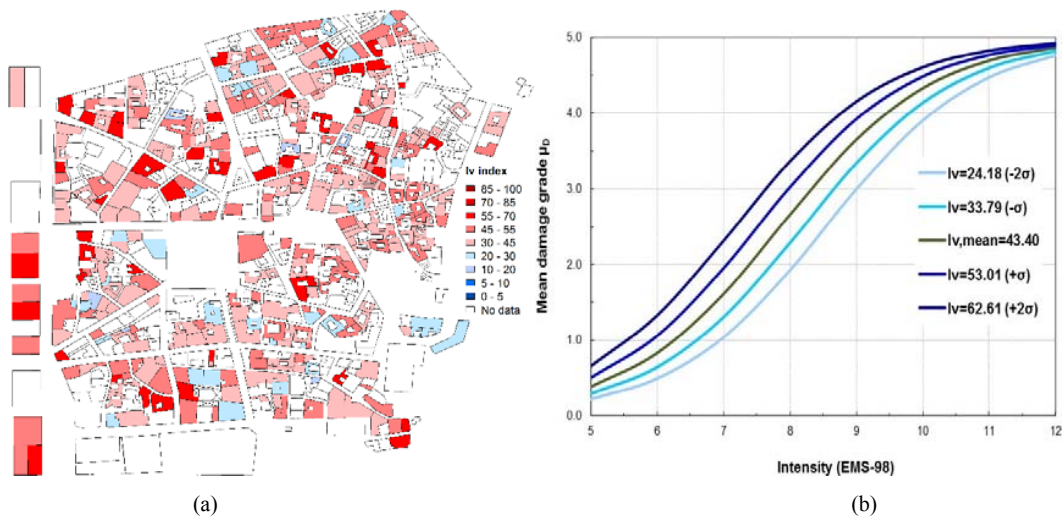 Iv index
85 - 100
70 - 85
55 - 70
45 - 55
30 - 45
20 - 30
10 - 20
5 - 10
0 - 5
No data
(a)
Mean damage grade μD
5.0
4.0
3.0
2.0
1.0
0.0
5 6 7 8 9 10 11 12
Intensity (EMS-98)
Iv=24.18 (-2σ)
Iv=33.79 (-σ)
Iv,mean=43.40
Iv=53.01 (+σ)
Iv=62.61 (+2σ)
(b)